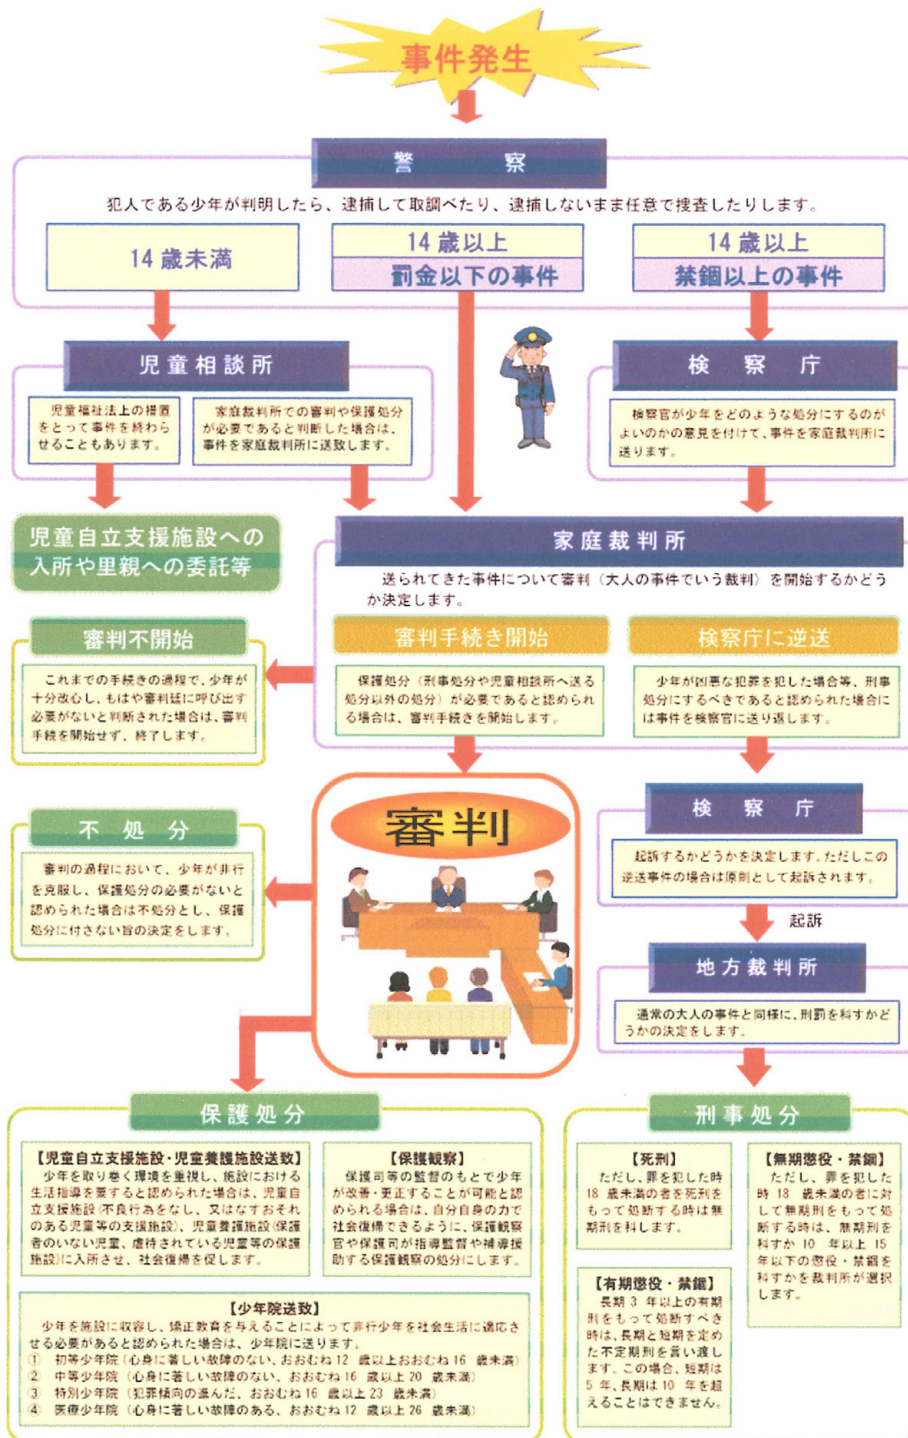 事件発生
警察
犯人である少年が判明したら、逮捕して取調べたり、逮捕しないまま任意で捜査したりします。
14歳未満
14歳以上
罰金以下の事件
14歳以上
禁錮以上の事件
児童相談所
児童福祉法上の措置
をとって事件を終わら
せることもあります。
家庭裁判所での審判や保護処分
が必要であると判断した場合は、
事件を家庭裁判所に送致します。
検察庁
検察官が少年をどのような処分にするのが
よいのかの意見を付けて、事件を家庭裁判所に
送ります。
児童自立支援施設への
入所や里親への委託等
家庭裁判所
送られてきた事件について審判(大人の事件でいう裁判)を開始するかどう
か決定します。
審判不開始
これまでの手続きの過程で、少年が
十分改心し、もはや審判廷に呼び出す
必要がないと判断された場合は、審判
手続を開始せず、終了します。
審判手続き開始
保護処分(刑事処分や児童相談所へ送る
処分以外の処分)が必要であると認められ
る場合は、審判手続きを開始します。
検察庁に逆送
少年が凶悪な犯罪を犯した場合等、刑事
処分にするべきであると認められた場合に
は事件を検察官に送り返します。
審判
不処分
審判の過程において、少年が非行
を克服し、保護処分の必要がないと
認められた場合は不処分とし、保護
処分に付さない旨の決定をします。
検察庁
起訴するかどうかを決定します。ただしこの
逆送事件の場合は原則として起訴されます。
起訴
地方裁判所
通常の大人の事件と同様に、刑罰を科すかど
うかの決定をします。
保護処分
【児童自立支援施設・児童養護施設送致】
少年を取り巻く環境を重視し、施設における
生活指導を要すると認められた場合は、児童自
立支援施設(不良行為をなし、又はなすおそれ
のある児童等の支援施設)、児童養護施設(保護
者のいない児童、虐待されている児童等の保護
施設)に入所させ、社会復帰を促します。
【保護観察】
保護司等の監督のもとで少年
が改善・更正することが可能と認
められる場合は、自分自身の力で
社会復帰できるように、保護観察
官や保護司が指導監督や補導援
助する保護観察の処分にします。
【少年院送致】
少年を施設に収容し、矯正教育を与えることによって非行少年を社会生活に適応さ
せる必要があると認められた場合は、少年院に送ります。
① 初等少年院(心身に著しい故障のない、おおむね12 歳以上おおむね16 歳未満)
② 中等少年院(心身に著しい故障のない、おおむね16 歳以上20 歳未満)
③ 特別少年院(犯罪傾向の進んだ、おおむね16 歳以上23 歳未満)
④ 医療少年院(心身に著しい故障のある、おおむね12 歳以上26 歳未満)
刑事処分
【死刑】
ただし、罪を犯した時
18 歳未満の者を死刑を
もって処断する時は無
期刑を科します。
【無期懲役・禁錮】
ただし、罪を犯した
時 18 歳未満の者に対
して無期刑をもって処
断する時は、無期刑を
科すか 10 年以上 15
年以下の懲役・禁錮を
科すかを裁判所が選択
します。
【有期懲役・禁錮】
長期 3 年以上の有期
刑をもって処断すべき
時は、長期と短期を定め
た不定期刑を言い渡し
ます。この場合、短期は
5 年、長期は 10 年を超
えることはできません。